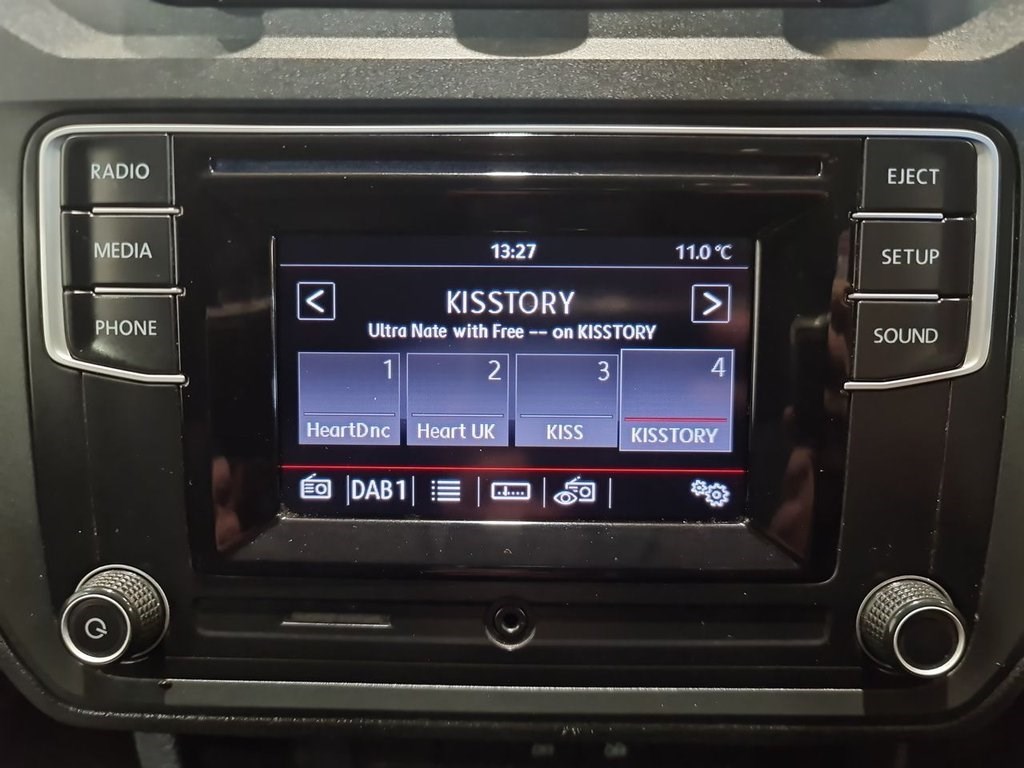 RADIO
MEDIA
PHONE
EJECT
SETUP
SOUND
13:27
11.0 °C
<
KISSTORY
>
Ultra Nate with Free -- on KISSTORY
1
HeartDnc
2
Heart UK
3
KISS
4
KISSTORY
DAB1